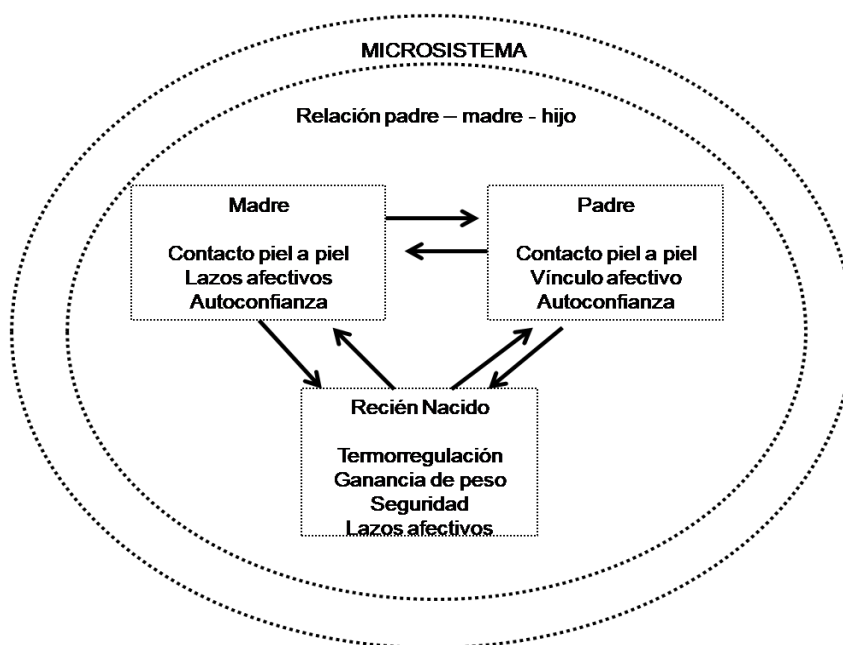 MICROSISTEMA
Relación padre – madre - hijo
Madre
Contacto piel a piel
Lazos afectivos
Autoconfianza
Padre
Contacto piel a piel
Vínculo afectivo
Autoconfianza
Recién Nacido
Termorregulación
Ganancia de peso
Seguridad
Lazos afectivos